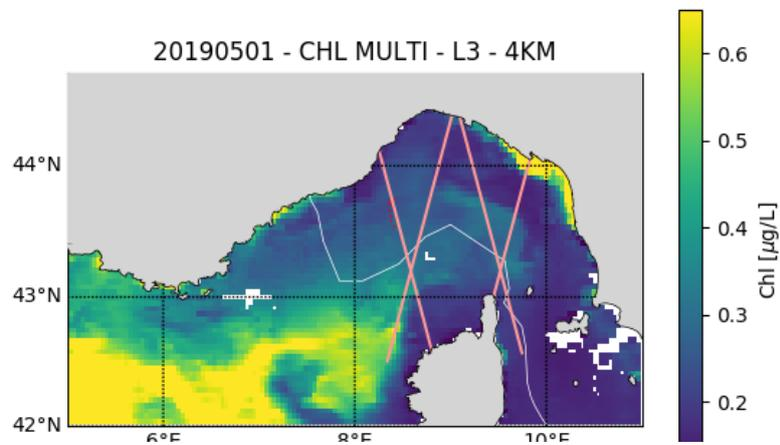 20190501 - CHL MULTI - L3 - 4KM
44°N
43°N
42°N
6°E
8°E
10°E
0.6
0.5
0.4
0.3
0.2
Chl [μg/L]